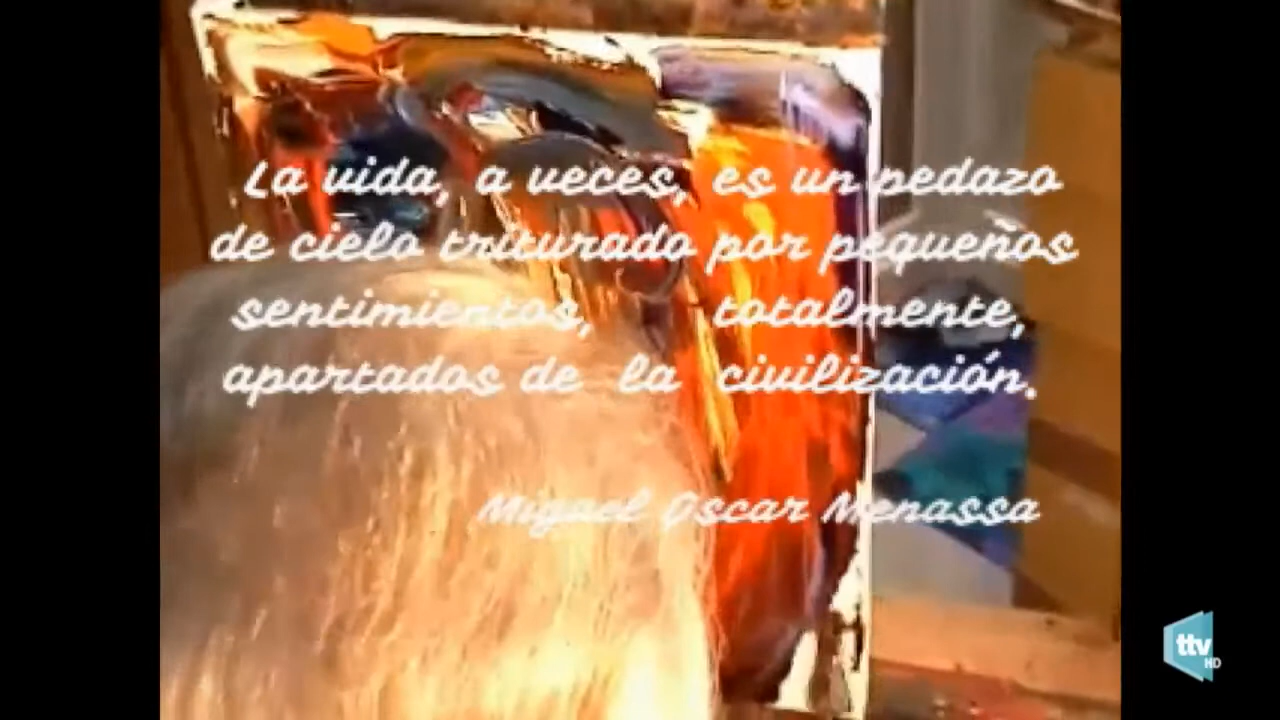 La vida, a veces, es un pedazo
de cielo triturado por pequeños
sentimientos, totalmente,
apartados de la civilización.
Miguel Oscar Menassa
ttv
HD